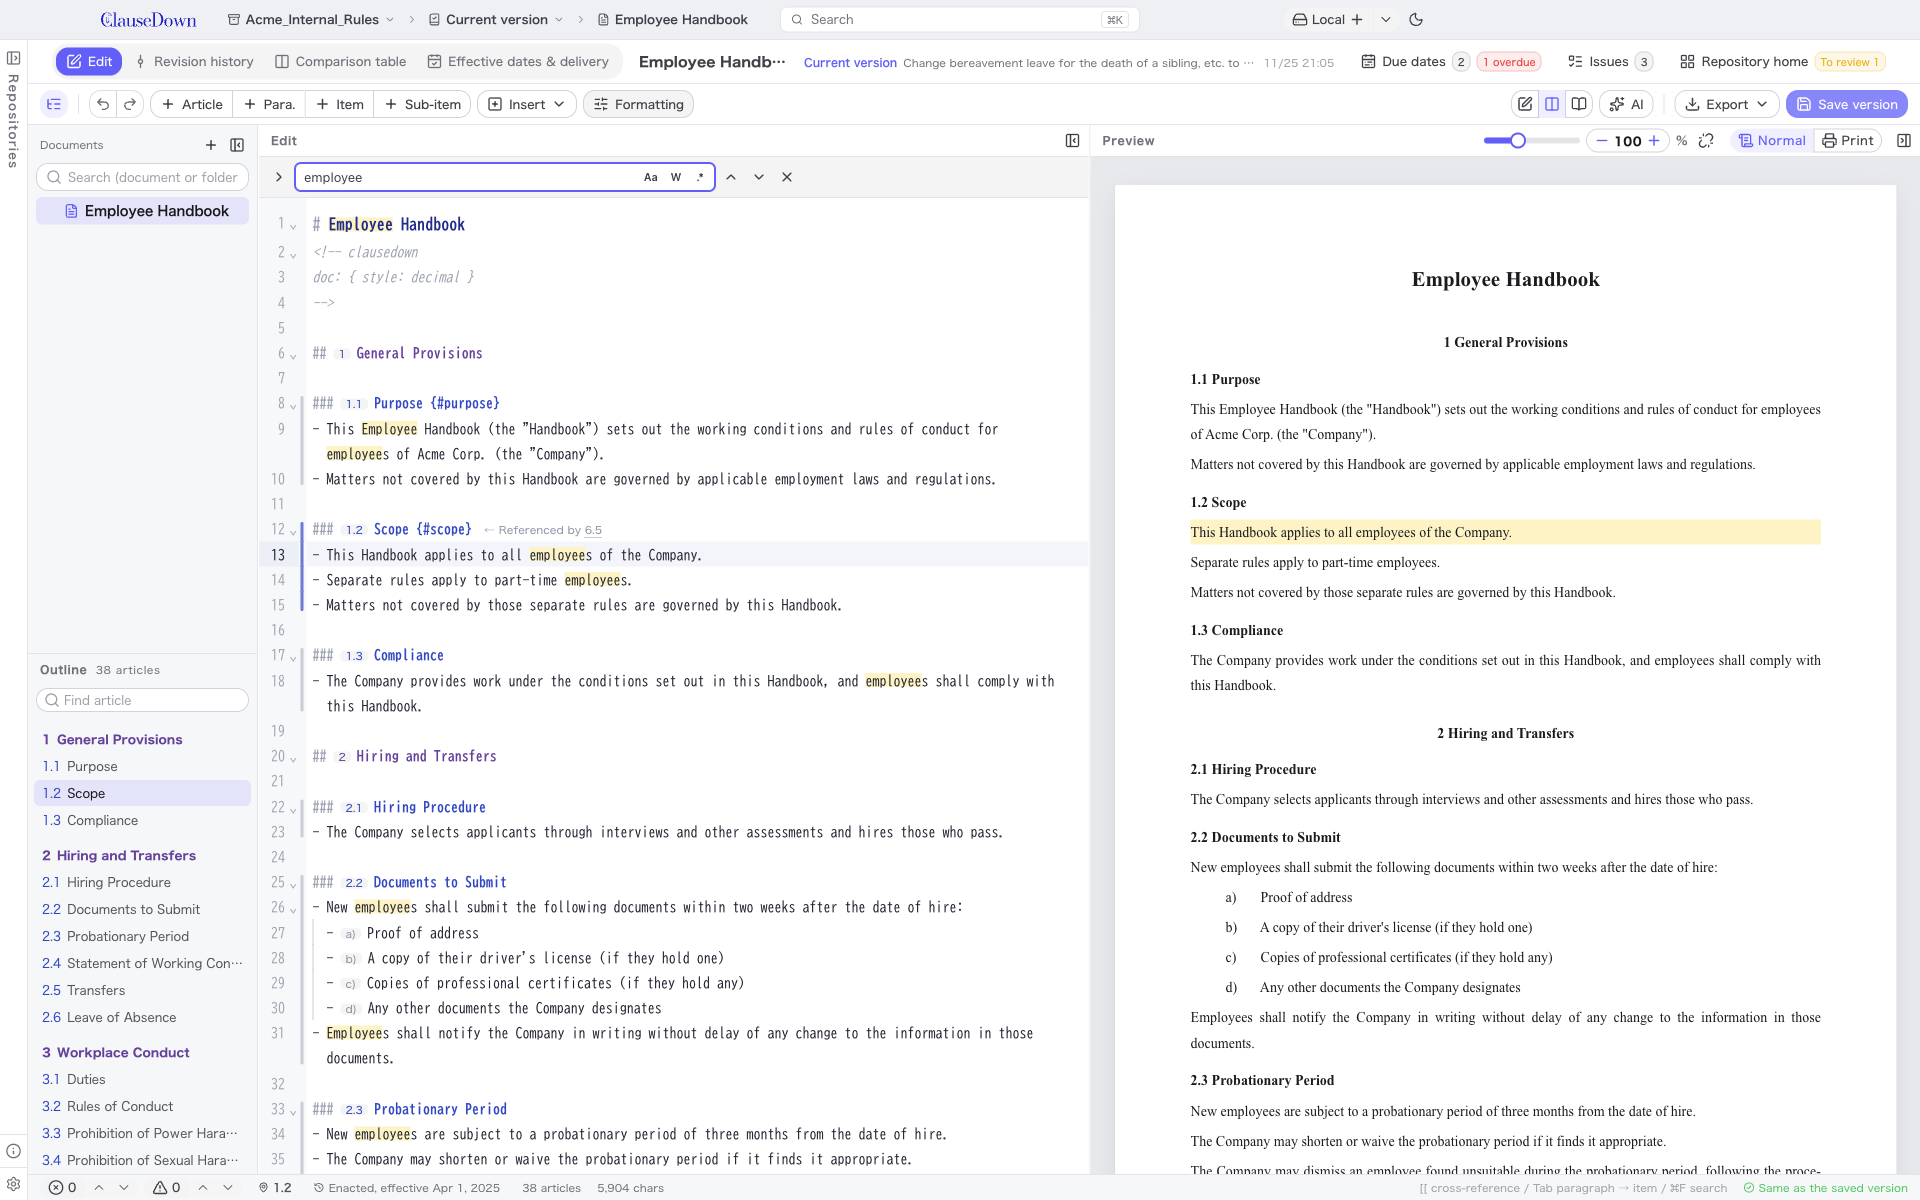 ClauseDown
Acme_Internal_Rules
Current version
Employee Handbook
Search
⌘K
Local
Edit
Revision history
Comparison table
Effective dates & delivery
Employee Handb···
Current version
Change bereavement leave for the death of a sibling, etc. to ···
11/25 21:05
Due dates 2
1 overdue
Issues 3
Repository home
To review 1
Repositories
+ Article
+ Para.
+ Item
+ Sub-item
Insert
Formatting
AI
Export
Save version
Documents
Search (document or folder
Employee Handbook
Edit
employee
Aa
W
.*
1 # Employee Handbook
2 <!-- clausedown
3 doc: { style: decimal }
4 -->
5
6 ## 1 General Provisions
7
8 ### 1.1 Purpose {#purpose}
9 - This Employee Handbook (the "Handbook") sets out the working conditions and rules of conduct for
employees of Acme Corp. (the "Company").
10 - Matters not covered by this Handbook are governed by applicable employment laws and regulations.
11
12 ### 1.2 Scope {#scope} ← Referenced by 6.5
13 - This Handbook applies to all employees of the Company.
14 - Separate rules apply to part-time employees.
15 - Matters not covered by those separate rules are governed by this Handbook.
16
17 ### 1.3 Compliance
18 - The Company provides work under the conditions set out in this Handbook, and employees shall comply with
this Handbook.
19
20 ## 2 Hiring and Transfers
21
22 ### 2.1 Hiring Procedure
23 - The Company selects applicants through interviews and other assessments and hires those who pass.
24
25 ### 2.2 Documents to Submit
26 - New employees shall submit the following documents within two weeks after the date of hire:
27 - a) Proof of address
28 - b) A copy of their driver's license (if they hold one)
29 - c) Copies of professional certificates (if they hold any)
30 - d) Any other documents the Company designates
31 - Employees shall notify the Company in writing without delay of any change to the information in those
documents.
32
33 ### 2.3 Probationary Period
34 - New employees are subject to a probationary period of three months from the date of hire.
35 - The Company may shorten or waive the probationary period if it finds it appropriate.
Outline 38 articles
Find article
1 General Provisions
1.1 Purpose
1.2 Scope
1.3 Compliance
2 Hiring and Transfers
2.1 Hiring Procedure
2.2 Documents to Submit
2.3 Probationary Period
2.4 Statement of Working Con···
2.5 Transfers
2.6 Leave of Absence
3 Workplace Conduct
3.1 Duties
3.2 Rules of Conduct
3.3 Prohibition of Power Hara···
3.4 Prohibition of Sexual Hara···
Preview
− 100 + %
Normal
Print
Employee Handbook
1 General Provisions
1.1 Purpose
This Employee Handbook (the "Handbook") sets out the working conditions and rules of conduct for employees
of Acme Corp. (the "Company").
Matters not covered by this Handbook are governed by applicable employment laws and regulations.
1.2 Scope
This Handbook applies to all employees of the Company.
Separate rules apply to part-time employees.
Matters not covered by those separate rules are governed by this Handbook.
1.3 Compliance
The Company provides work under the conditions set out in this Handbook, and employees shall comply with
this Handbook.
2 Hiring and Transfers
2.1 Hiring Procedure
The Company selects applicants through interviews and other assessments and hires those who pass.
2.2 Documents to Submit
New employees shall submit the following documents within two weeks after the date of hire:
a) Proof of address
b) A copy of their driver's license (if they hold one)
c) Copies of professional certificates (if they hold any)
d) Any other documents the Company designates
Employees shall notify the Company in writing without delay of any change to the information in those
documents.
2.3 Probationary Period
New employees are subject to a probationary period of three months from the date of hire.
The Company may shorten or waive the probationary period if it finds it appropriate.
The Company may dismiss an employee found unsuitable during the probationary period, following the proce-
0
0
1.2
Enacted, effective Apr 1, 2025
38 articles
5,904 chars
[[ cross-reference / Tab paragraph → item / ⌘F search
Same as the saved version